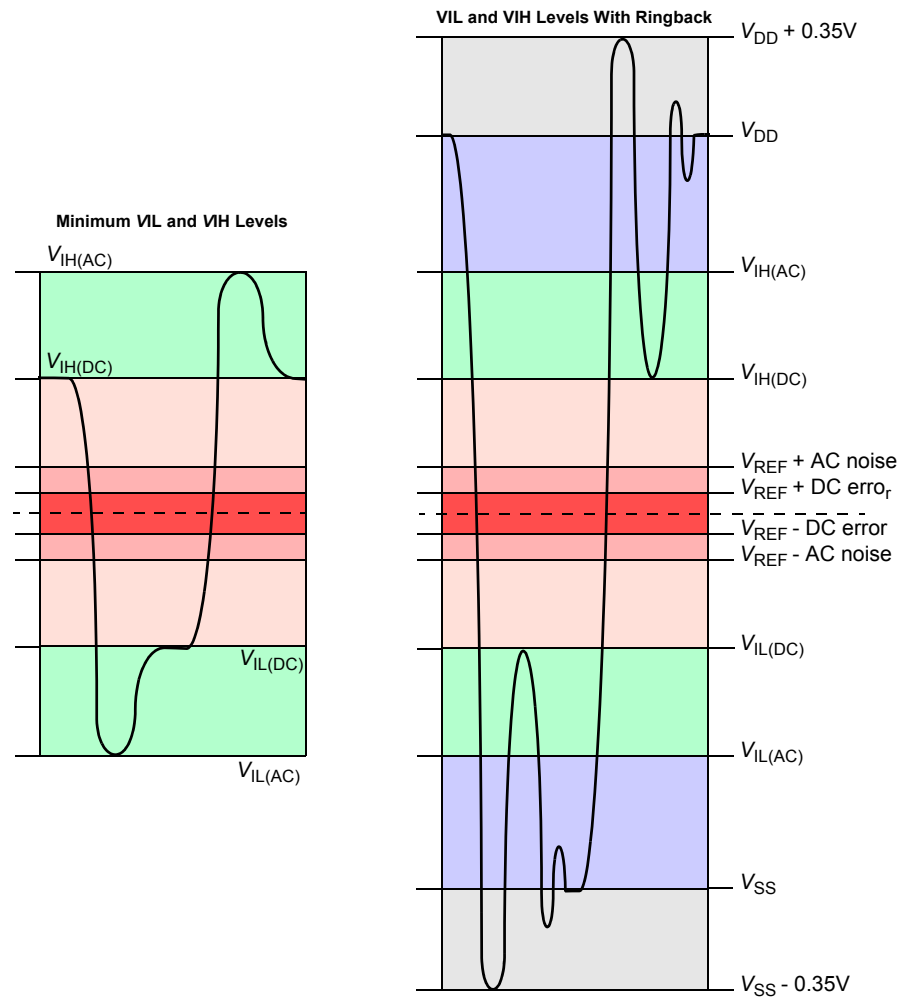 VIL and VIH Levels With Ringback
VDD + 0.35V
VDD
Minimum VIL and VIH Levels
VIH(AC)
VIH(AC)
VIH(DC)
VIH(DC)
VREF + AC noise
VREF + DC error
VREF - DC error
VREF - AC noise
VIL(DC)
VIL(DC)
VIL(AC)
VIL(AC)
VSS
VSS - 0.35V